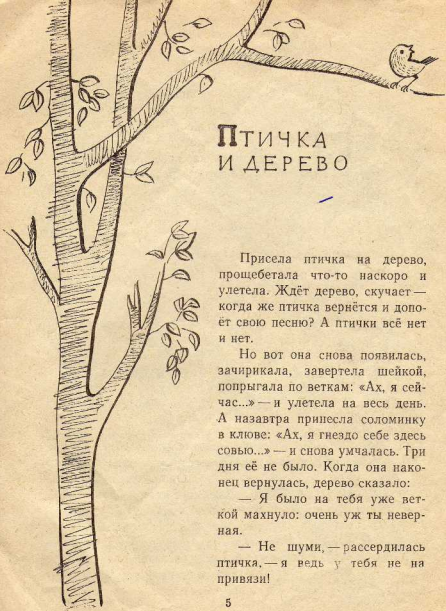 ПТИЧКА
И ДЕРЕВО
Присела птичка на дерево,
прощебетала что-то наскоро и
улетела. Ждёт дерево, скучает —
когда же птичка вернётся и допо-
ёт свою песню? А птички всё нет
и нет.
Но вот она снова появилась,
зачирикала, завертела шейкой,
попрыгала по веткам: «Ах, я сей-
час...» — и улетела на весь день.
А назавтра принесла соломинку
в клюве: «Ах, я гнездо себе здесь
совью...» — и снова умчалась. Три
дня её не было. Когда она нако-
нец вернулась, дерево сказало:
— Я было на тебя уже вет-
кой махнуло: очень уж ты невер-
ная.
— Не шуми, — рассердилась
птичка, — я ведь у тебя не на
привязи!
5